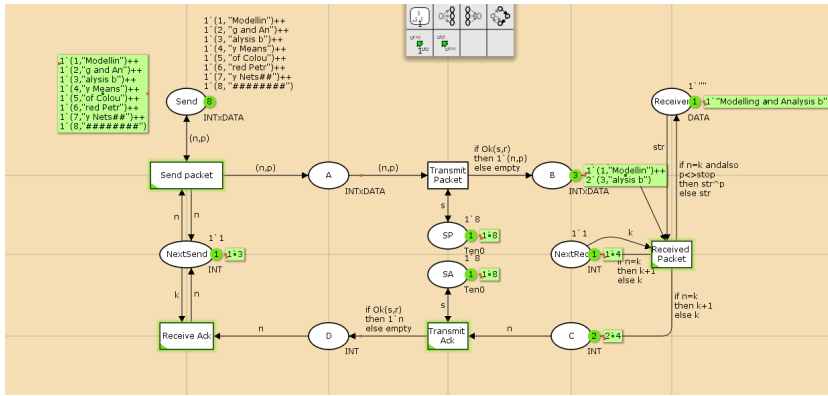 1`(1, "Modellin")++
1`(2, "g and An")++
1`(3, "alysis b")++
1`(4, "y Means")++
1`(5, "of Colou")++
1`(6, "red Petr")++
1`(7, "y Nets##")++
1`(8, "########")
1`(1,"Modellin")++
1`(2,"g and An")++
1`(3,"alysis b")++
1`(4,"y Means")++
1`(5,"of Colou")++
1`(6,"red Petr")++
1`(7,"y Nets##")++
1`(8,"########")
Send
8
INTxDATA
(n,p)
1`""
Receiver
1
1`"Modelling and Analysis b"
DATA
str
Send packet
(n,p)
A
INTxDATA
(n,p)
if Ok(s,r)
then 1`(n,p)
else empty
Transmit
Packet
B
3
1`(1,"Modellin")++
2`(3,"alysis b")
INTxDATA
if n=k andalso
p<>stop
then str^p
else str
n
n
s
1`8
SP
1
1`8
Ten0
1`1
NextSend
1
1`3
INT
1`8
SA
1
1`8
Ten0
1`1
k
NextRec
1
1`4
INT
if n=k
then k+1
else k
Received
Packet
k
n
s
if n=k
then k+1
else k
Receive Ack
n
D
INT
if Ok(s,r)
then 1`n
else empty
Transmit
Ack
n
C
2
2`4
INT